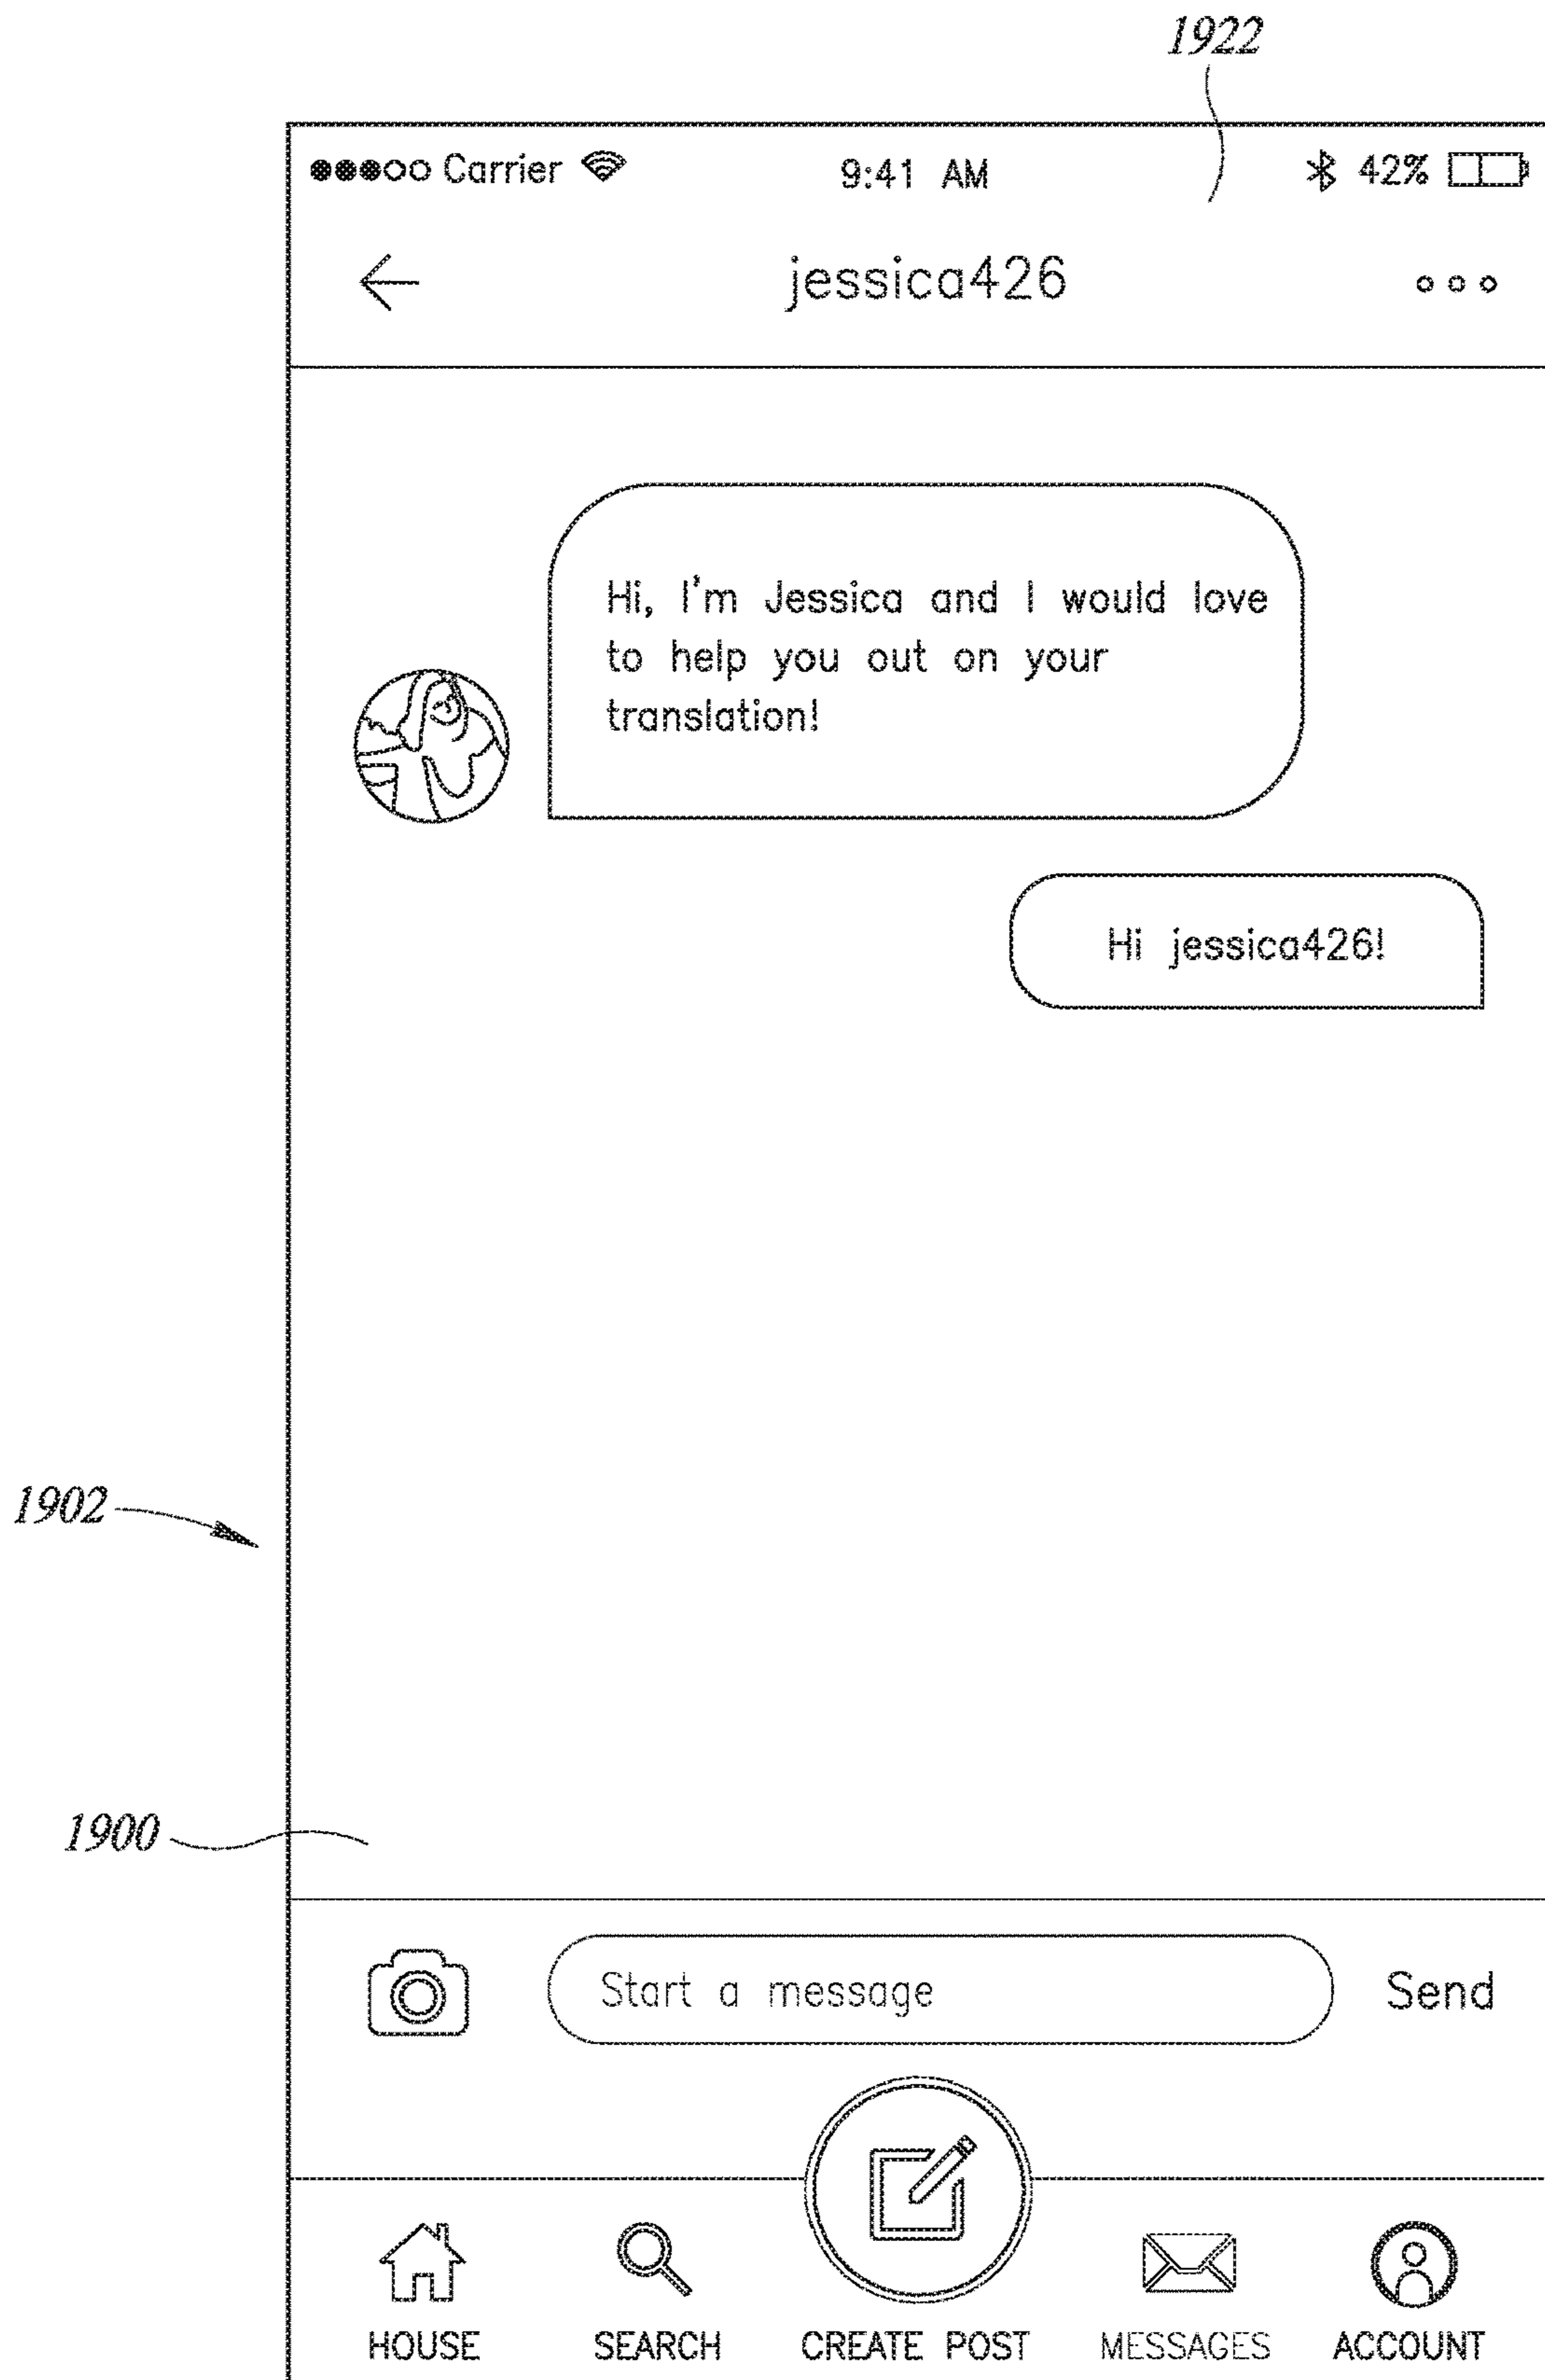 1922
Carrier 9:41 AM 42%
jessica426
Hi, I'm Jessica and I would love
to help you out on your
translation!
Hi jessica426!
1902
1900
Start a message Send
HOUSE SEARCH CREATE POST MESSAGES ACCOUNT